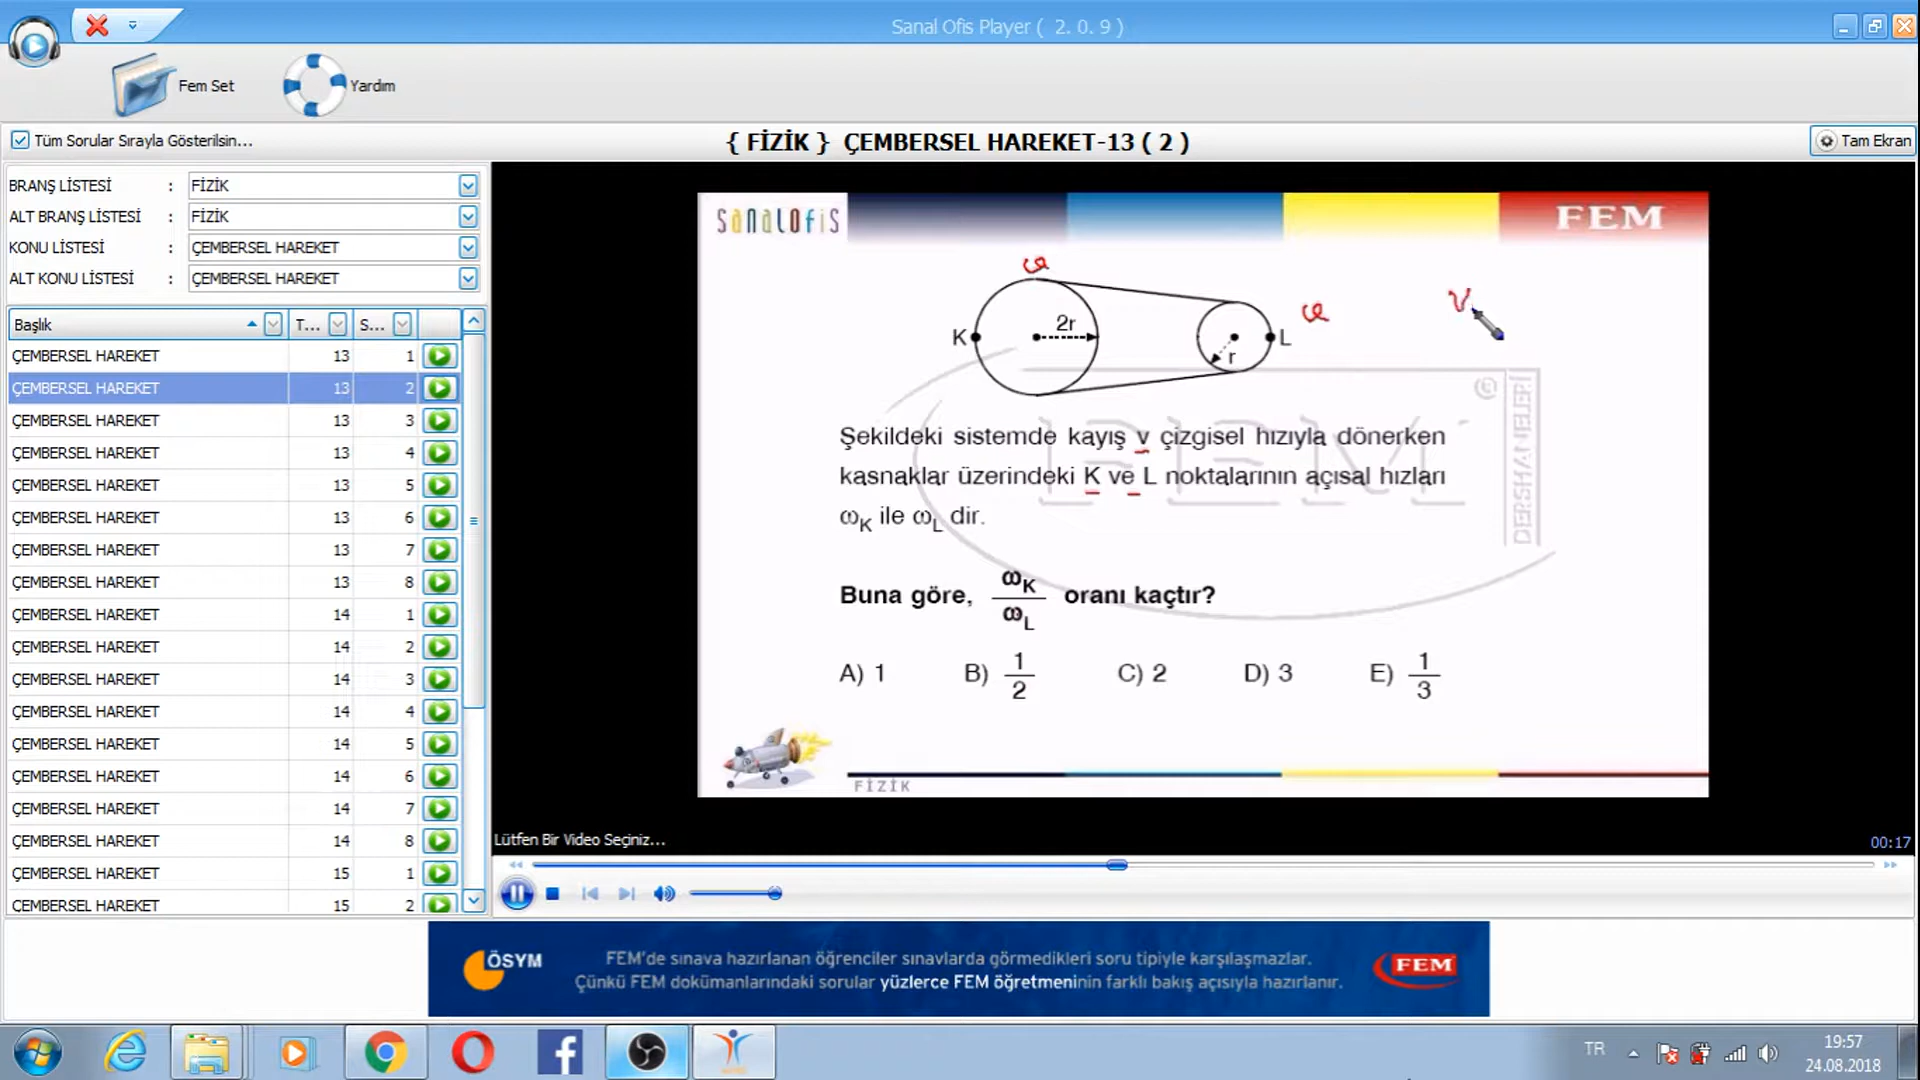 Sanal Ofis Player ( 2. 0. 9 )
Fem Set
Yardım
Tüm Sorular Sırayla Gösterilsin...
{ FİZİK } ÇEMBERSEL HAREKET-13 ( 2 )
Tam Ekran
BRANŞ LİSTESİ : FİZİK
ALT BRANŞ LİSTESİ : FİZİK
KONU LİSTESİ : ÇEMBERSEL HAREKET
ALT KONU LİSTESİ : ÇEMBERSEL HAREKET
Başlık T... S...
ÇEMBERSEL HAREKET 13 1
ÇEMBERSEL HAREKET 13 2
ÇEMBERSEL HAREKET 13 3
ÇEMBERSEL HAREKET 13 4
ÇEMBERSEL HAREKET 13 5
ÇEMBERSEL HAREKET 13 6
ÇEMBERSEL HAREKET 13 7
ÇEMBERSEL HAREKET 13 8
ÇEMBERSEL HAREKET 14 1
ÇEMBERSEL HAREKET 14 2
ÇEMBERSEL HAREKET 14 3
ÇEMBERSEL HAREKET 14 4
ÇEMBERSEL HAREKET 14 5
ÇEMBERSEL HAREKET 14 6
ÇEMBERSEL HAREKET 14 7
ÇEMBERSEL HAREKET 14 8
ÇEMBERSEL HAREKET 15 1
ÇEMBERSEL HAREKET 15 2
sanalofis
FEM
K 2r r L
V
Şekildeki sistemde kayış v çizgisel hızıyla dönerken
kasnaklar üzerindeki K ve L noktalarının açısal hızları
ωK ile ωL dir.
Buna göre, ωK/ωL oranı kaçtır?
A) 1 B) 1/2 C) 2 D) 3 E) 1/3
FEM
©
FİZİK
Lütfen Bir Video Seçiniz...
00:17
ÖSYM
FEM'de sınava hazırlanan öğrenciler sınavlarda görmedikleri soru tipiyle karşılaşmazlar.
Çünkü FEM dokümanlarındaki sorular yüzlerce FEM öğretmeninin farklı bakış açısıyla hazırlanır.
FEM
TR
19:57
24.08.2018